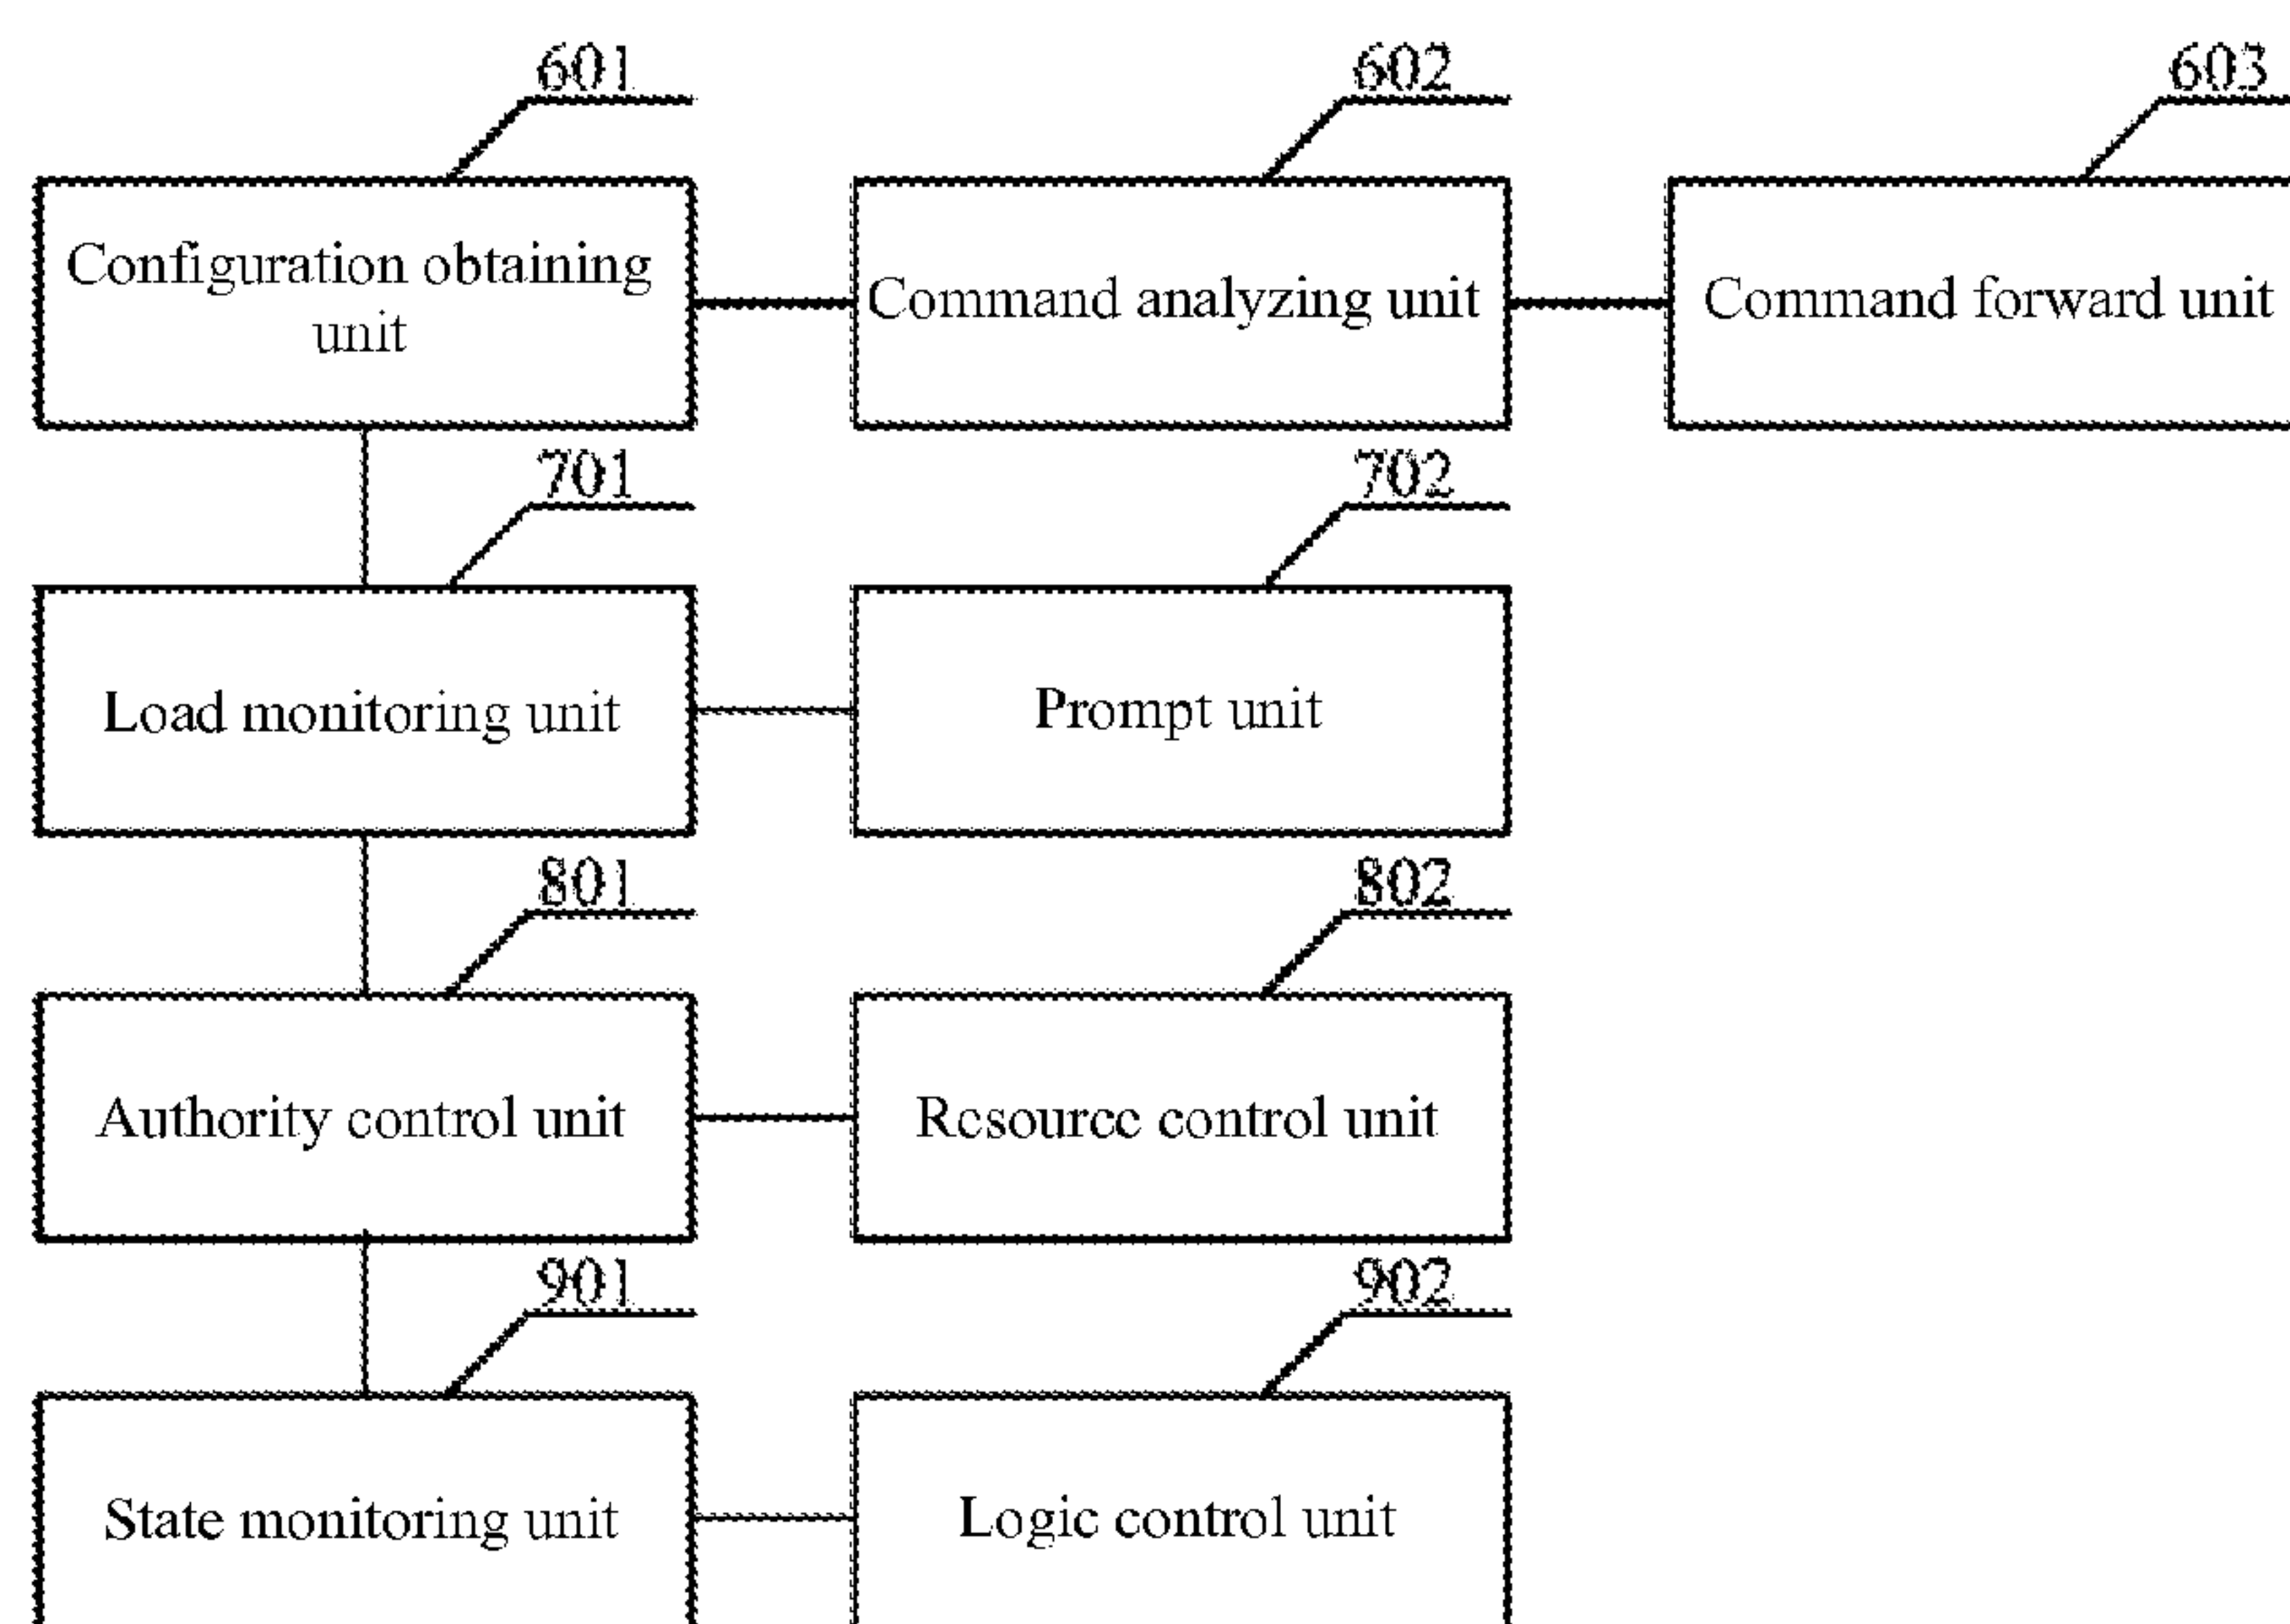 601
602
603
Configuration obtaining
unit
Command analyzing unit
Command forward unit
701
702
Load monitoring unit
Prompt unit
801
802
Authority control unit
Resource control unit
901
902
State monitoring unit
Logic control unit